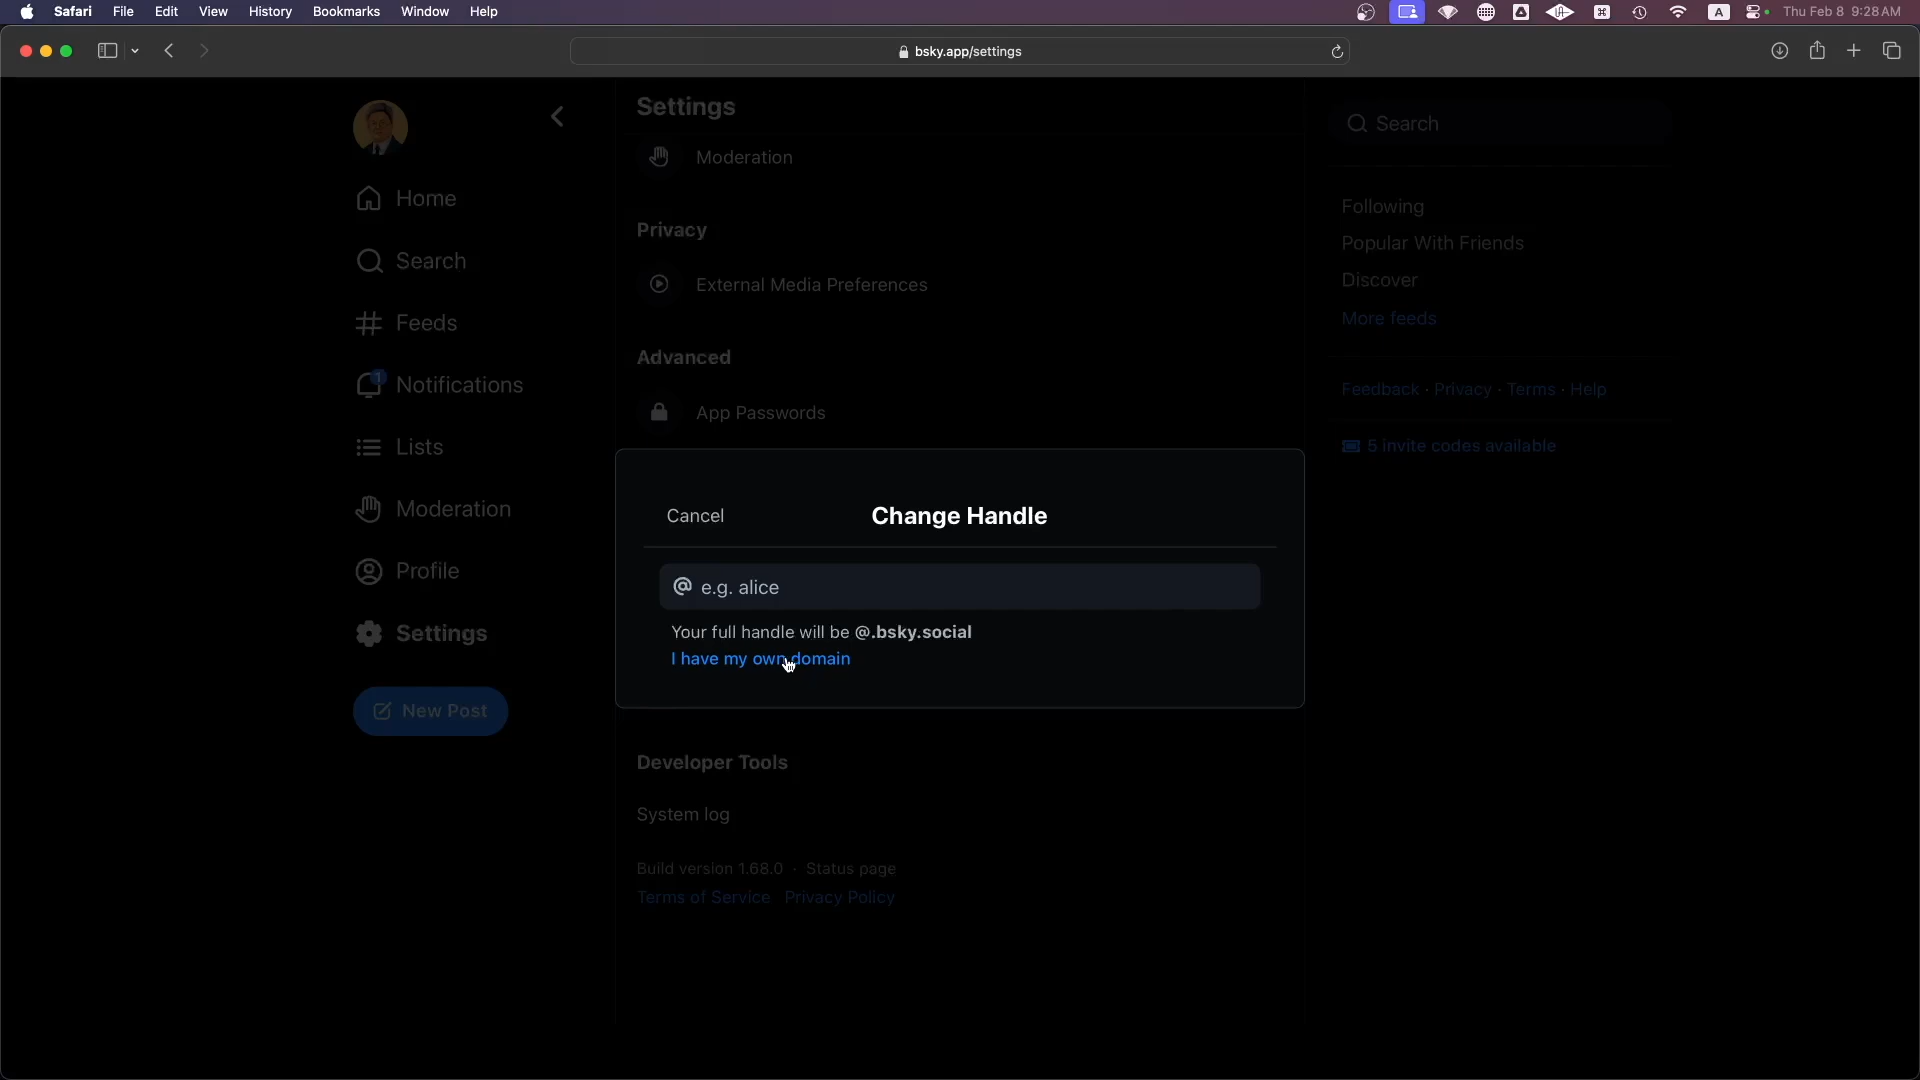 Safari File Edit View History Bookmarks Window Help
A Thu Feb 8 9:28 AM
bsky.app/settings
Home
Search
Feeds
1
Notifications
Lists
Moderation
Profile
Settings
New Post
Settings
Moderation
Privacy
External Media Preferences
Advanced
App Passwords
Cancel
Change Handle
@ e.g. alice
Your full handle will be @.bsky.social
I have my own domain
Developer Tools
System log
Build version 1.68.0 · Status page
Terms of Service Privacy Policy
Search
Following
Popular With Friends
Discover
More feeds
Feedback · Privacy · Terms · Help
5 invite codes available